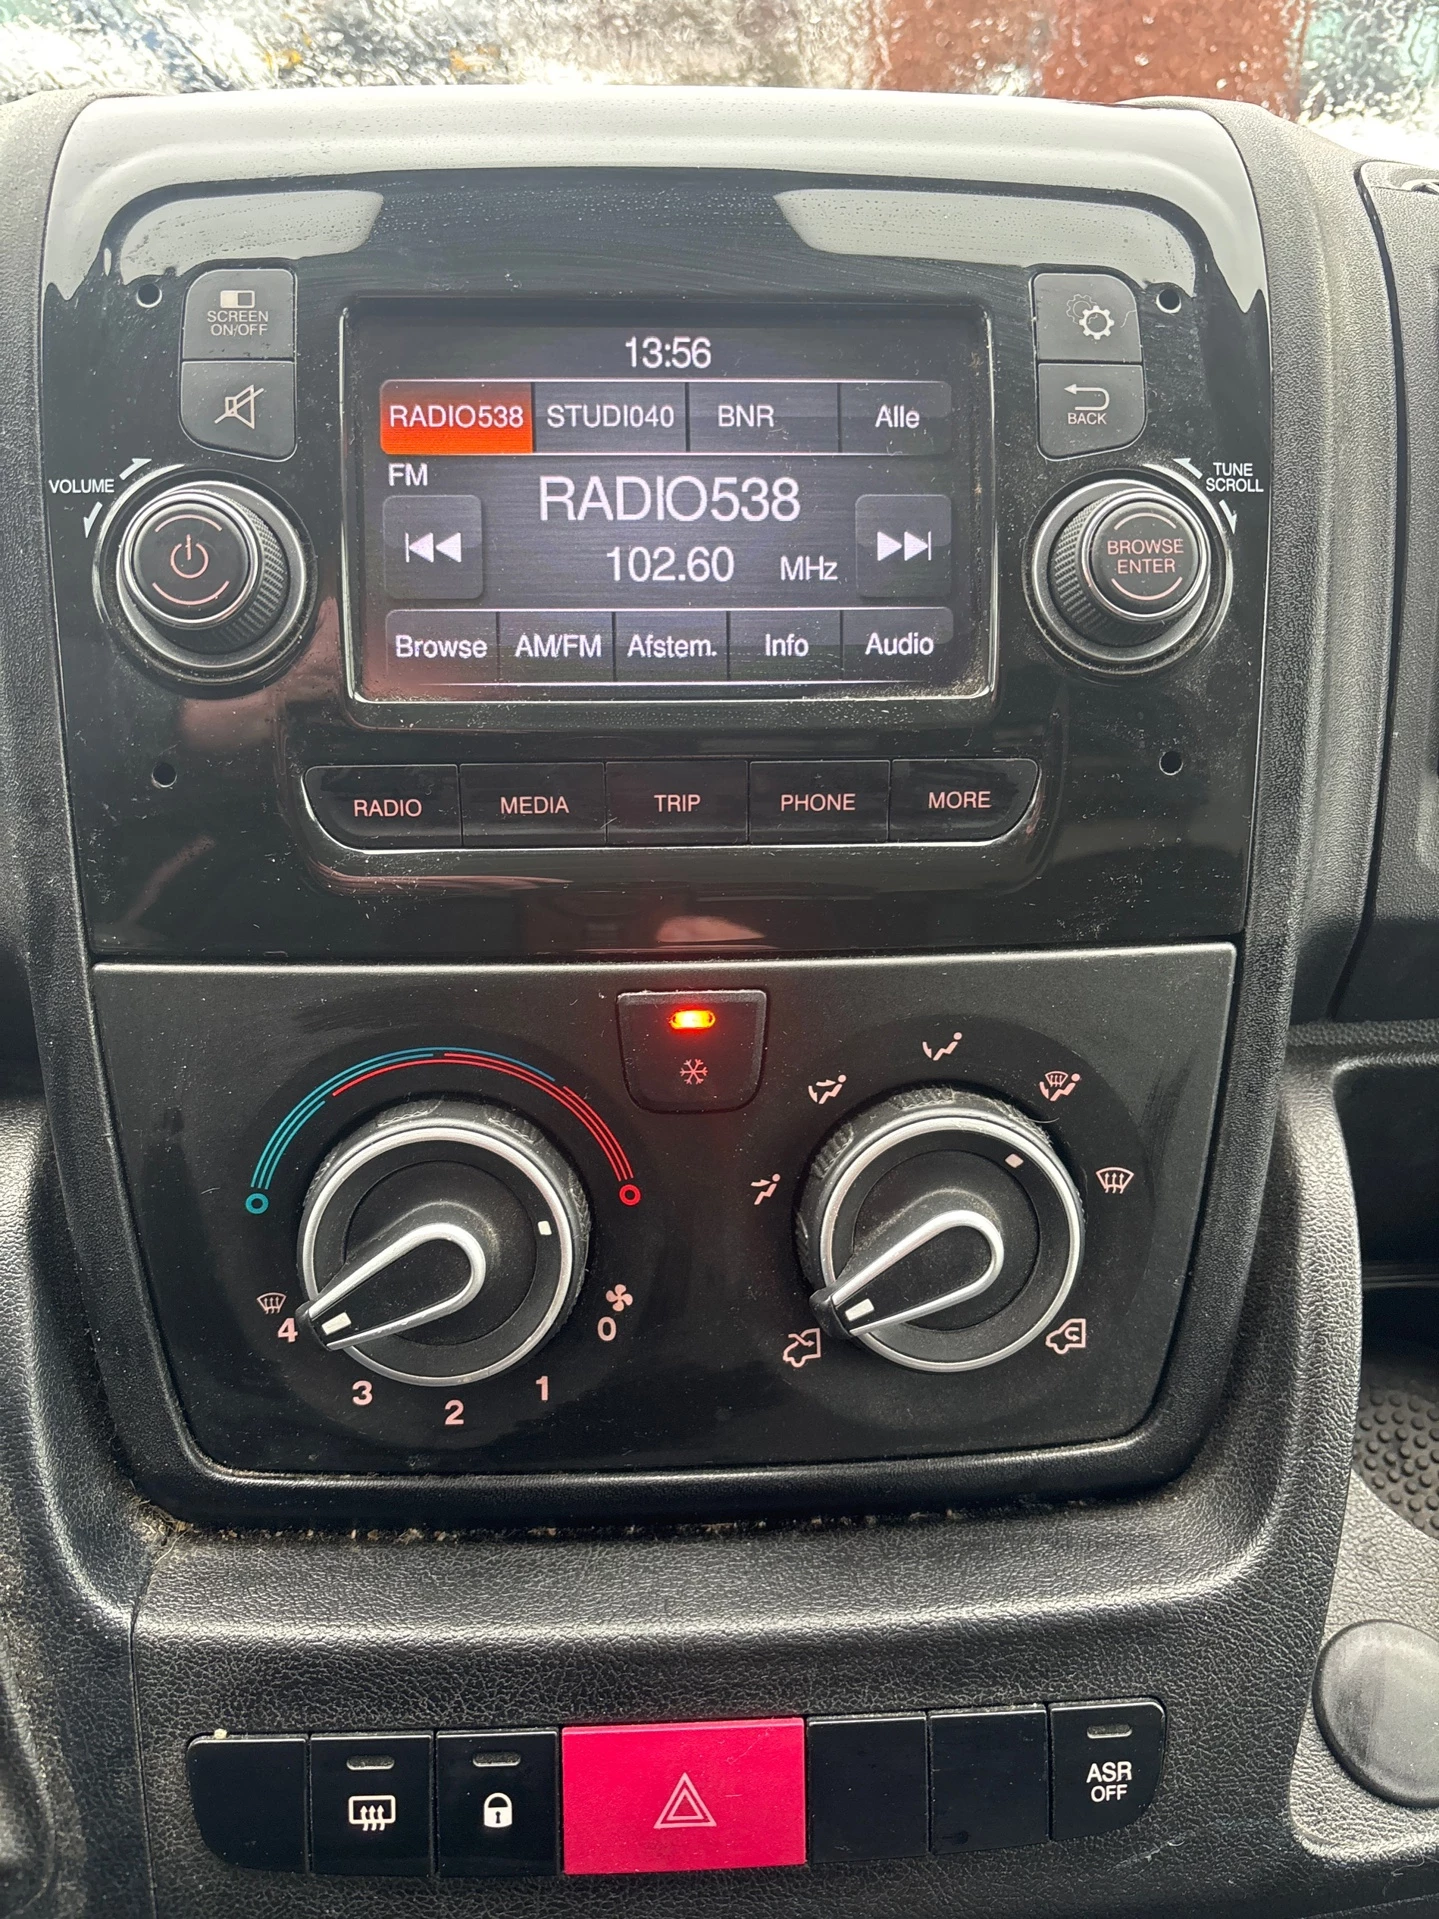 SCREEN
ON/OFF
13:56
RADIO538 STUDIO40 BNR Alle
BACK
FM
VOLUME
TUNE
SCROLL
RADIO538
102.60 MHz
BROWSE
ENTER
Browse AM/FM Afstem. Info Audio
RADIO MEDIA TRIP PHONE MORE
4 0
3 1
2
ASR
OFF